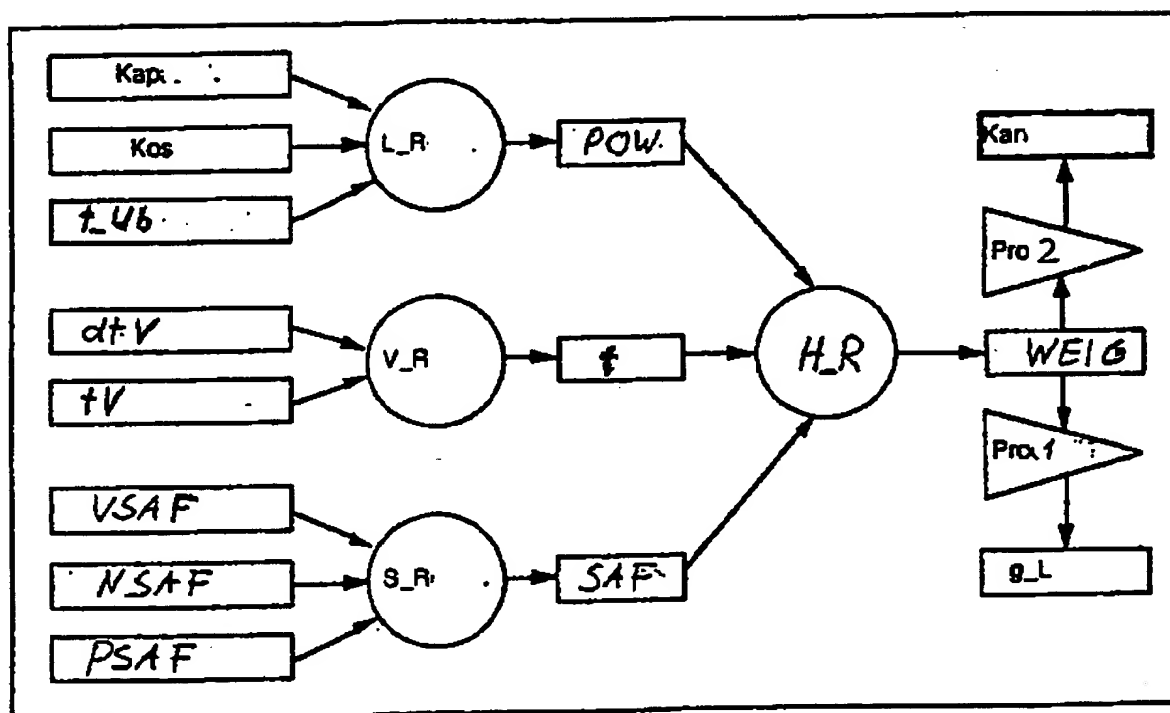 Kap.
Kos
t_Ub
L_R
POW.
dt.V
tV
V_R
t
VSAF
NSAF
PSAF
S_R
SAF
H_R
Kan
Pro 2
WEIG
Pro.1
g_L